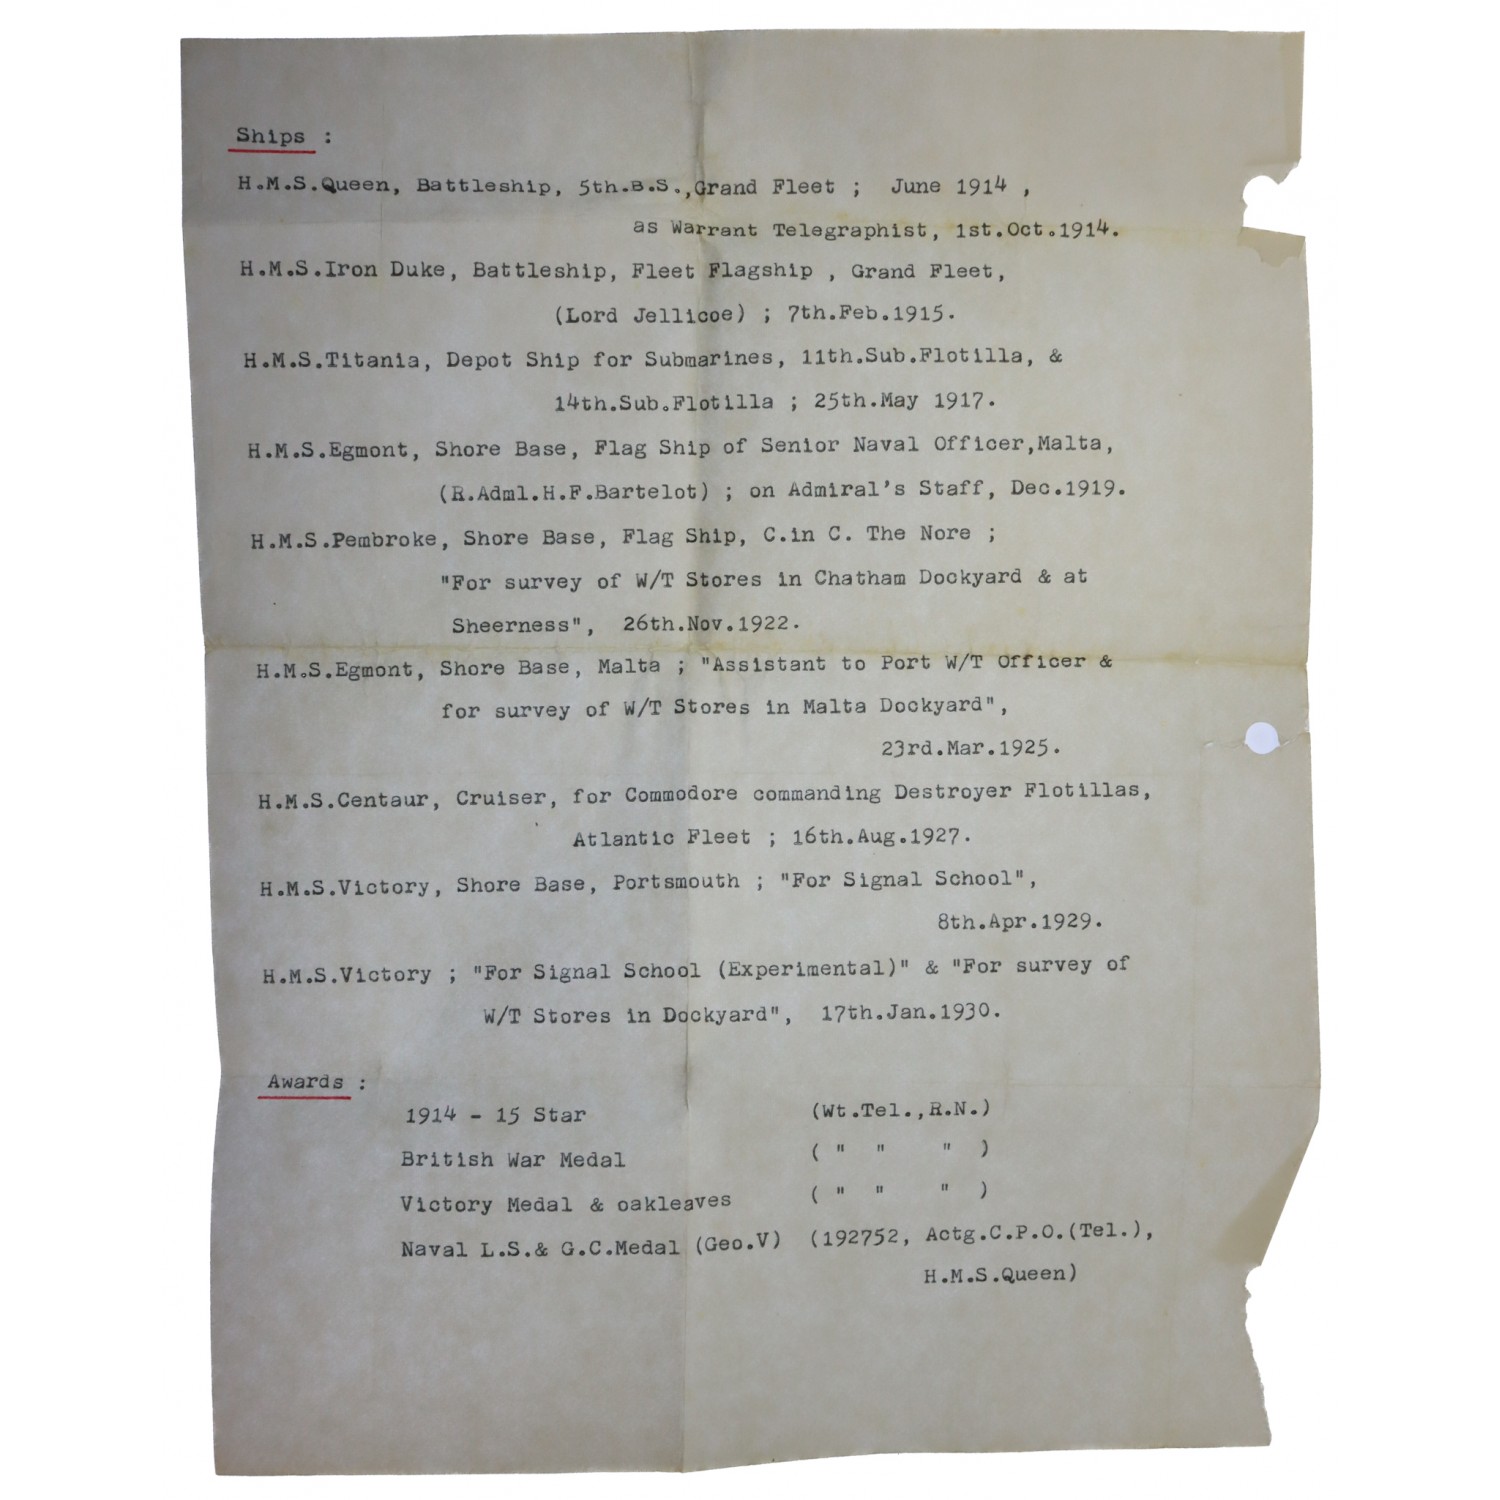 Ships :
H.M.S.Queen, Battleship, 5th.B.S.,Grand Fleet ; June 1914 ,
as Warrant Telegraphist, 1st.Oct.1914.
H.M.S.Iron Duke, Battleship, Fleet Flagship , Grand Fleet,
(Lord Jellicoe) ; 7th.Feb.1915.
H.M.S.Titania, Depot Ship for Submarines, 11th.Sub.Flotilla, &
14th.Sub.Flotilla ; 25th.May 1917.
H.M.S.Egmont, Shore Base, Flag Ship of Senior Naval Officer,Malta,
(R.Adml.H.F.Bartelot) ; on Admiral's Staff, Dec.1919.
H.M.S.Pembroke, Shore Base, Flag Ship, C.in C. The Nore ;
"For survey of W/T Stores in Chatham Dockyard & at
Sheerness", 26th.Nov.1922.
H.M.S.Egmont, Shore Base, Malta ; "Assistant to Port W/T Officer &
for survey of W/T Stores in Malta Dockyard",
23rd.Mar.1925.
H.M.S.Centaur, Cruiser, for Commodore commanding Destroyer Flotillas,
Atlantic Fleet ; 16th.Aug.1927.
H.M.S.Victory, Shore Base, Portsmouth ; "For Signal School",
8th.Apr.1929.
H.M.S.Victory ; "For Signal School (Experimental)" & "For survey of
W/T Stores in Dockyard", 17th.Jan.1930.
Awards :
1914 - 15 Star (Wt.Tel.,R.N.)
British War Medal ( " " " )
Victory Medal & oakleaves ( " " " )
Naval L.S.& G.C.Medal (Geo.V) (192752, Actg.C.P.O.(Tel.),
H.M.S.Queen)